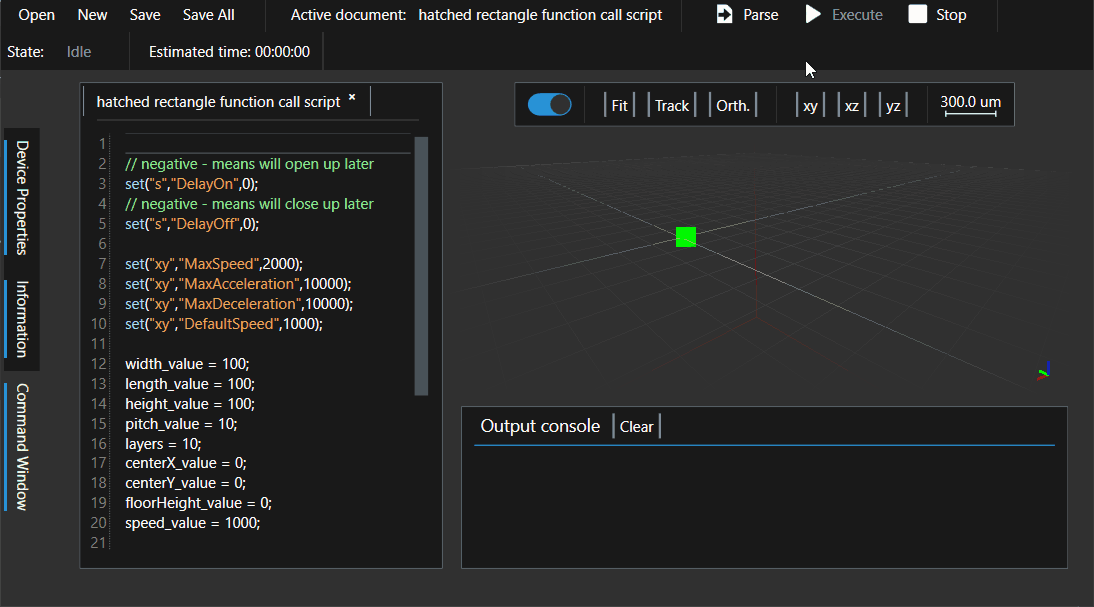 Open New Save Save All Active document: hatched rectangle function call script Parse Execute Stop
State: Idle Estimated time: 00:00:00
hatched rectangle function call script ×
Fit Track Orth. xy xz yz 300.0 um
Device Properties
Information
Command Window
1
2 // negative - means will open up later
3 set("s","DelayOn",0);
4 // negative - means will close up later
5 set("s","DelayOff",0);
6
7 set("xy","MaxSpeed",2000);
8 set("xy","MaxAcceleration",10000);
9 set("xy","MaxDeceleration",10000);
10 set("xy","DefaultSpeed",1000);
11
12 width_value = 100;
13 length_value = 100;
14 height_value = 100;
15 pitch_value = 10;
16 layers = 10;
17 centerX_value = 0;
18 centerY_value = 0;
19 floorHeight_value = 0;
20 speed_value = 1000;
21
Output console Clear